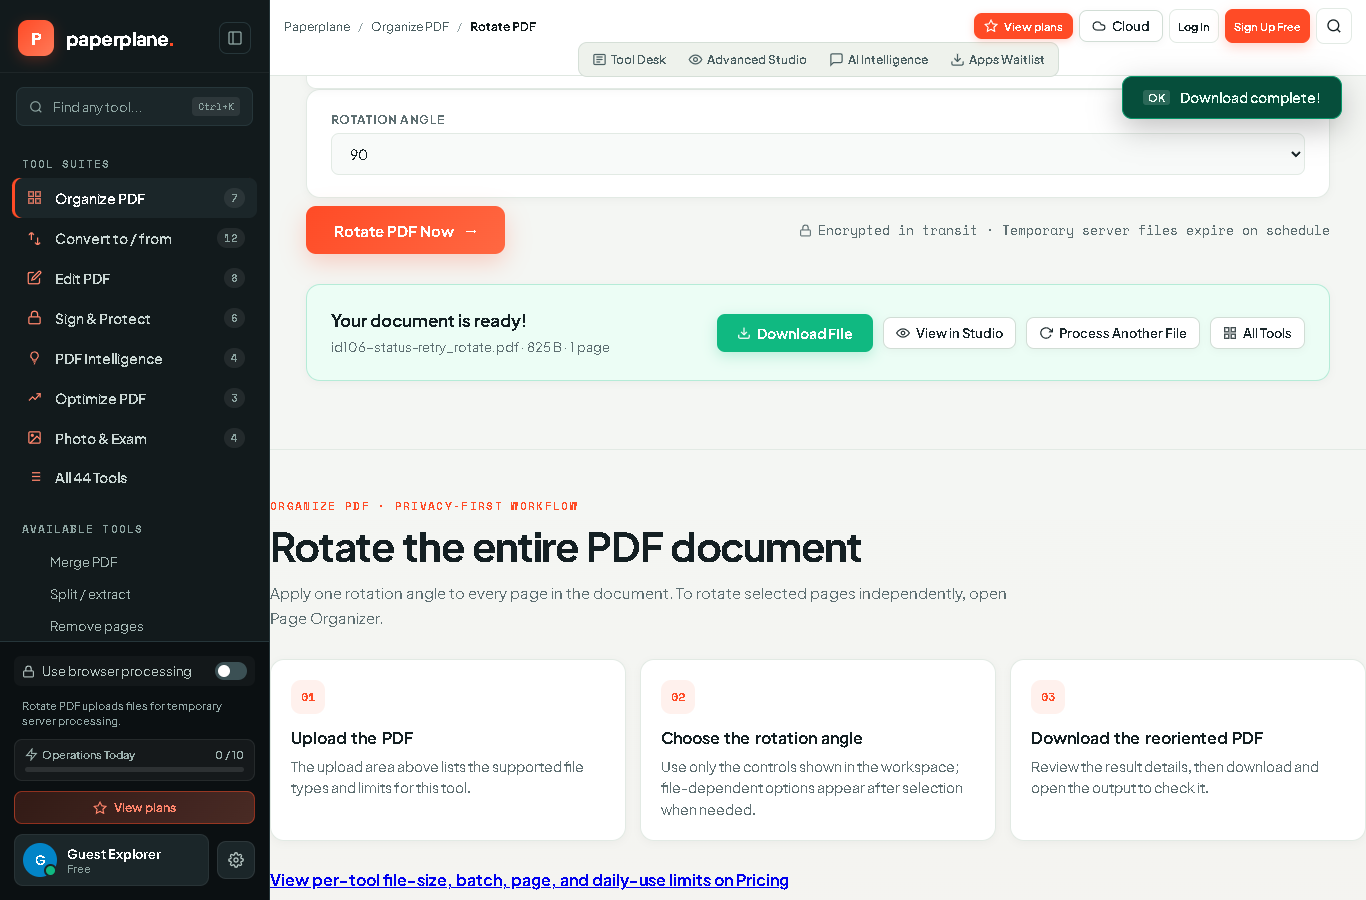 P paperplane.
Find any tool... Ctrl+K
TOOL SUITES
Organize PDF 7
Convert to / from 12
Edit PDF 8
Sign & Protect 6
PDF Intelligence 4
Optimize PDF 3
Photo & Exam 4
All 44 Tools
AVAILABLE TOOLS
Merge PDF
Split / extract
Remove pages
Use browser processing
Rotate PDF uploads files for temporary
server processing.
Operations Today 0 / 10
View plans
G Guest Explorer
Free
Paperplane / Organize PDF / Rotate PDF
View plans Cloud Log In Sign Up Free
Tool Desk Advanced Studio AI Intelligence Apps Waitlist
OK Download complete!
ROTATION ANGLE
90
Rotate PDF Now →
Encrypted in transit · Temporary server files expire on schedule
Your document is ready!
id106-status-retry_rotate.pdf · 825 B · 1 page
Download File View in Studio Process Another File All Tools
ORGANIZE PDF · PRIVACY-FIRST WORKFLOW
Rotate the entire PDF document
Apply one rotation angle to every page in the document. To rotate selected pages independently, open
Page Organizer.
01
Upload the PDF
The upload area above lists the supported file
types and limits for this tool.
02
Choose the rotation angle
Use only the controls shown in the workspace;
file-dependent options appear after selection
when needed.
03
Download the reoriented PDF
Review the result details, then download and
open the output to check it.
View per-tool file-size, batch, page, and daily-use limits on Pricing